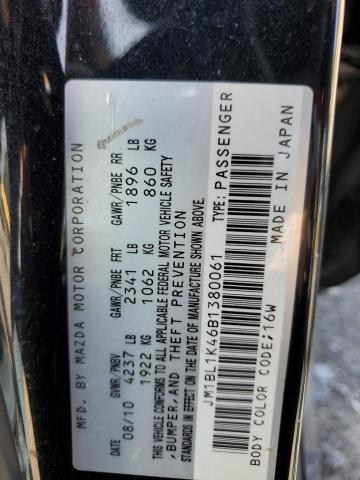 MFD. BY MAZDA MOTOR CORPORATION
DATE GVWR/PNBV GAWR/PNBE FRT GAWR/PNBE RR
08/10 4237 LB 2341 LB 1896 LB
1922 KG 1062 KG 860 KG
THIS VEHICLE CONFORMS TO ALL APPLICABLE FEDERAL MOTOR VEHICLE SAFETY
,BUMPER,AND THEFT PREVENTION STANDARDS
IN EFFECT ON THE DATE OF MANUFACTURE SHOWN ABOVE.
JM1BL1K46B1380061 TYPE: PASSENGER
BODY COLOR CODE;16W MADE IN JAPAN